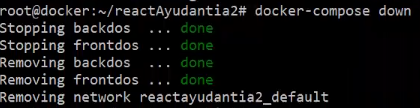 root@docker:~/reactAyudantia2# docker-compose down
Stopping backdos  ... done
Stopping frontdos ... done
Removing backdos  ... done
Removing frontdos ... done
Removing network reactayudantia2_default